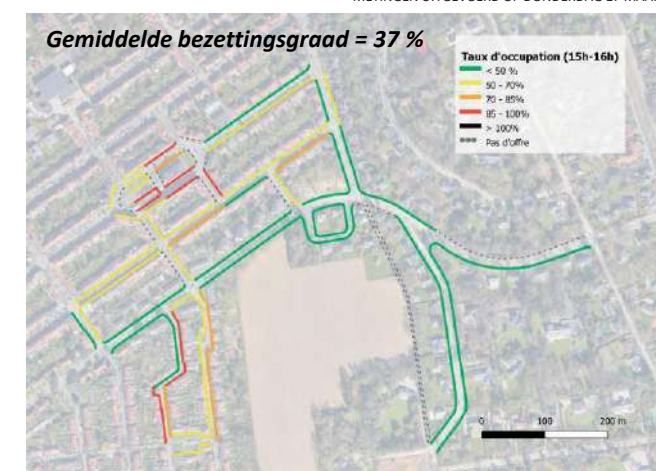 Gemiddelde bezettingsgraad = 37 %
Taux d'occupation (15h-16h)
< 50 %
50 - 70%
70 - 85%
85 - 100%
> 100%
Pas d'offre
0 100 200 m